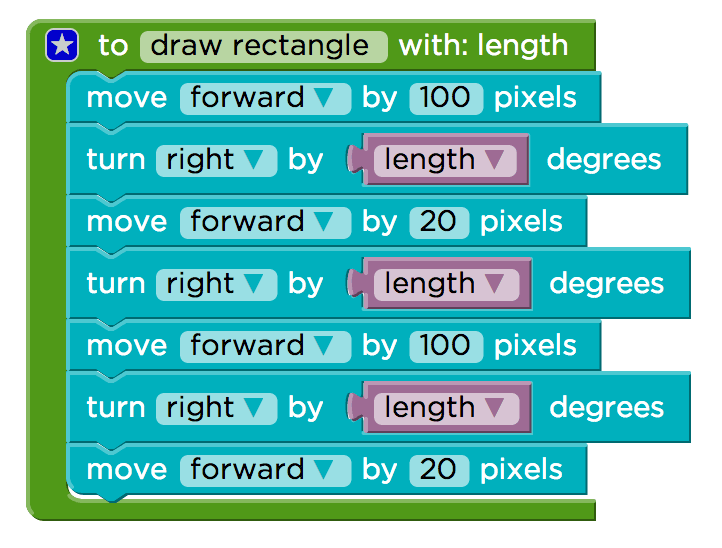 to draw rectangle with: length
move forward by 100 pixels
turn right by length degrees
move forward by 20 pixels
turn right by length degrees
move forward by 100 pixels
turn right by length degrees
move forward by 20 pixels